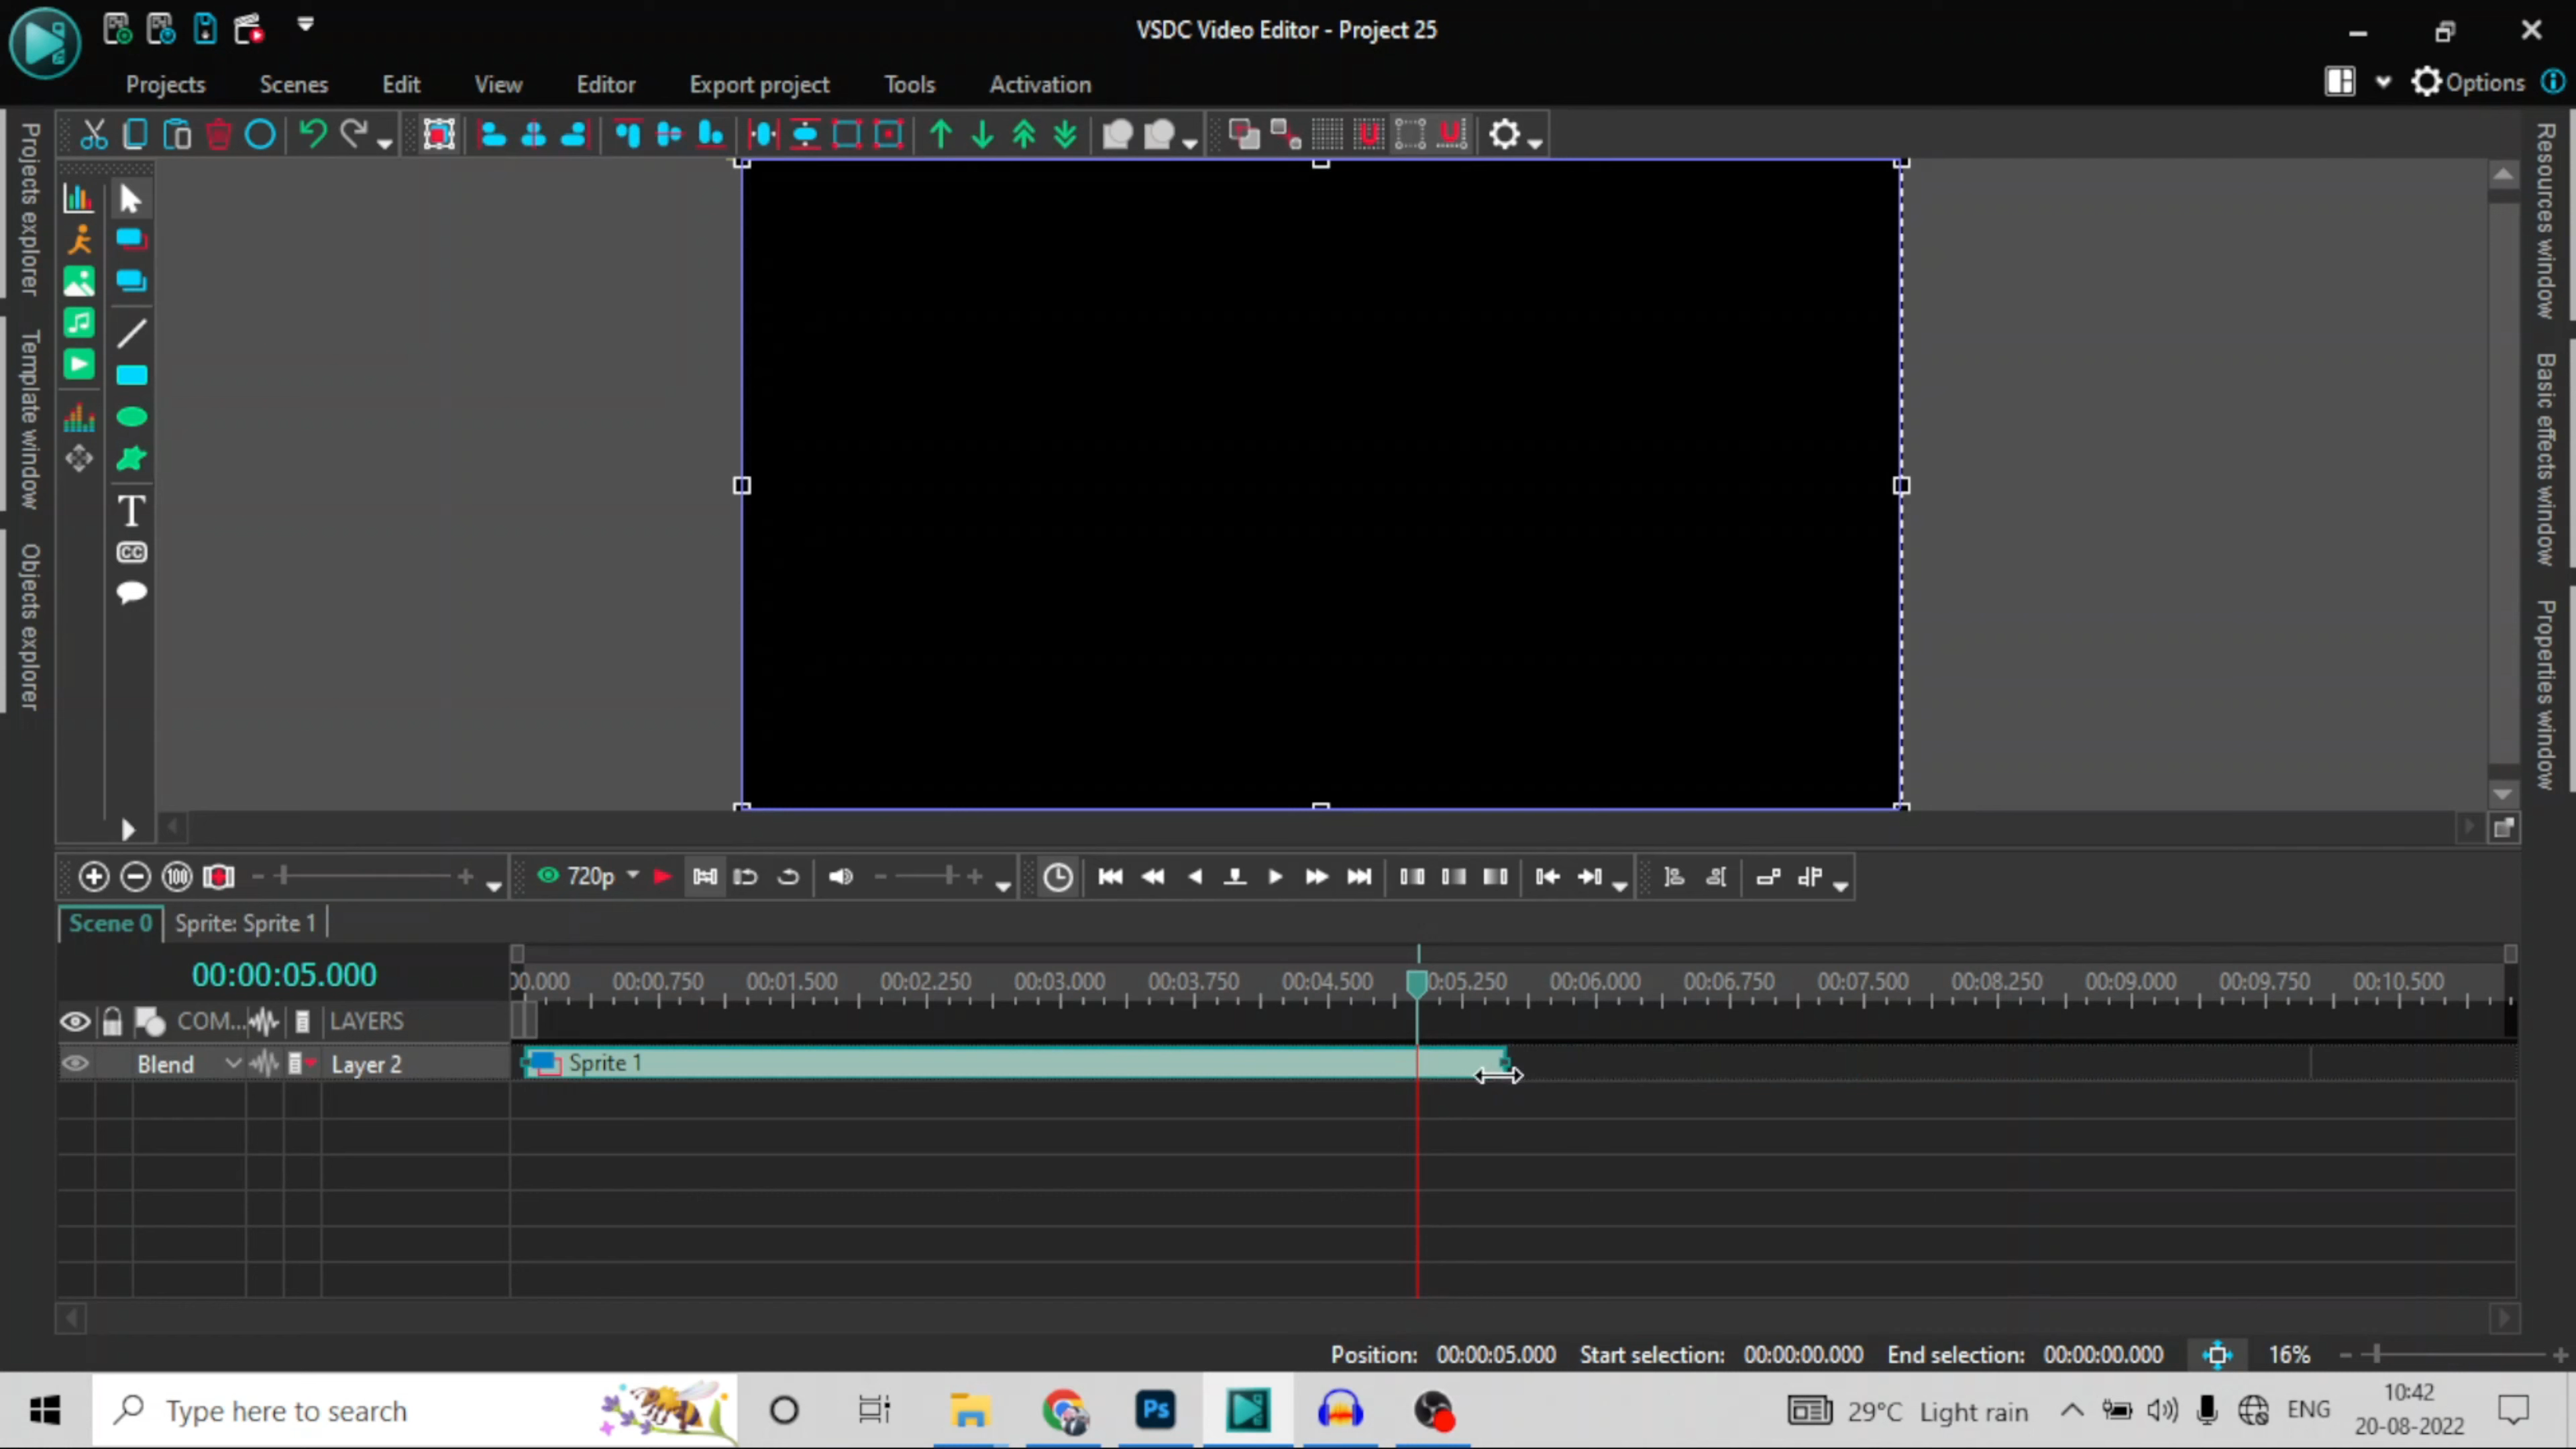 VSDC Video Editor - Project 25
Projects Scenes Edit View Editor Export project Tools Activation
Options
Projects explorer
Template window
Objects explorer
Resources window
Basic effects window
Properties window
T
CC
100
720p
Scene 0 Sprite: Sprite 1
00:00:05.000
00.000 00:00.750 00:01.500 00:02.250 00:03.000 00:03.750 00:04.500 0:05.250 00:06.000 00:06.750 00:07.500 00:08.250 00:09.000 00:09.750 00:10.500
COM... LAYERS
Blend Layer 2 Sprite 1
Position: 00:00:05.000 Start selection: 00:00:00.000 End selection: 00:00:00.000 16%
Type here to search
Ps
29°C Light rain
ENG
10:42
20-08-2022